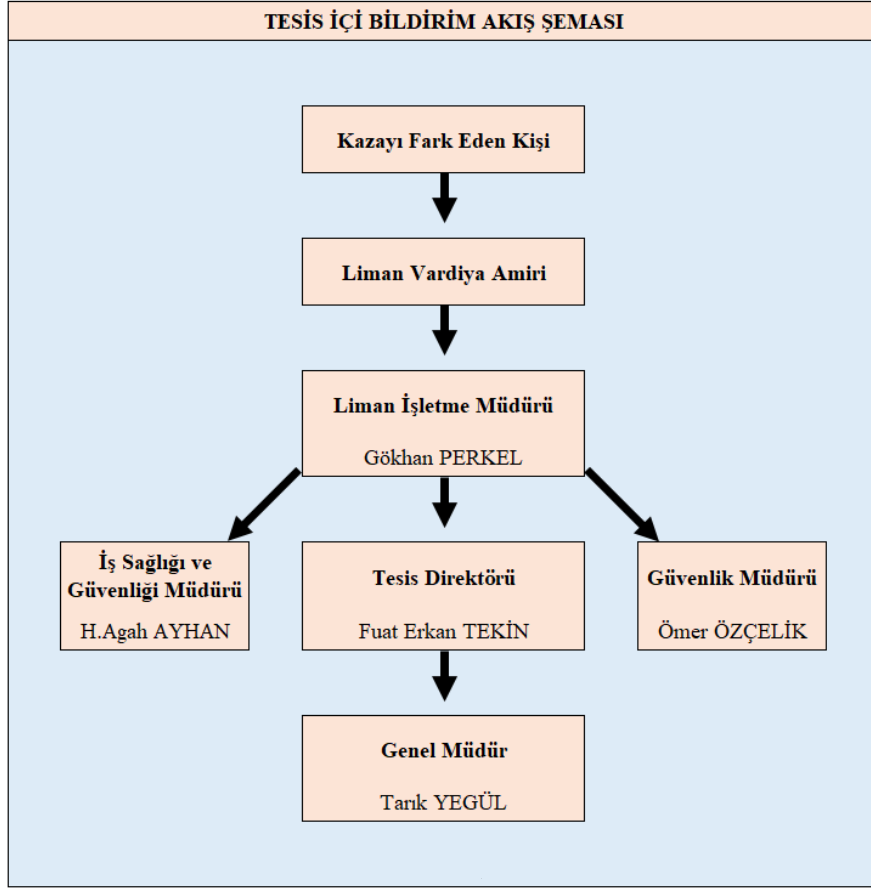 TESİS İÇİ BİLDİRİM AKIŞ ŞEMASI
Kazayı Fark Eden Kişi
Liman Vardiya Amiri
Liman İşletme Müdürü
Gökhan PERKEL
İş Sağlığı ve
Güvenliği Müdürü
H.Agah AYHAN
Tesis Direktörü
Fuat Erkan TEKİN
Güvenlik Müdürü
Ömer ÖZÇELİK
Genel Müdür
Tarık YEGÜL